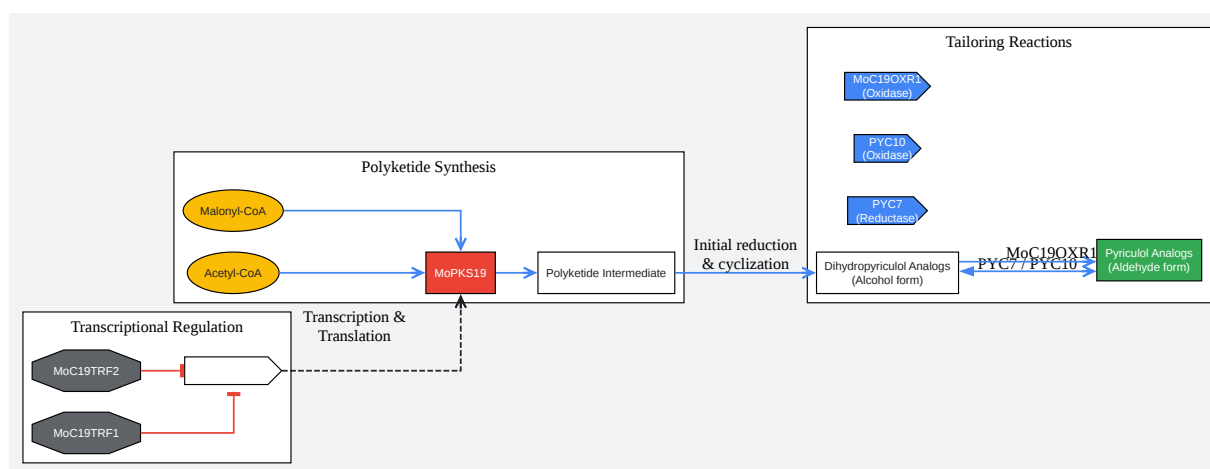 Tailoring Reactions
MoC19OXR1
(Oxidase)
PYC10
(Oxidase)
PYC7
(Reductase)
Polyketide Synthesis
Malonyl-CoA
Acetyl-CoA
MoPKS19
Polyketide Intermediate
Initial reduction
& cyclization
Dihydropyriculol Analogs
(Alcohol form)
MoC19OXR1
PYC7 / PYC10
Pyriculol Analogs
(Aldehyde form)
Transcription &
Translation
Transcriptional Regulation
MoC19TRF2
MoC19TRF1